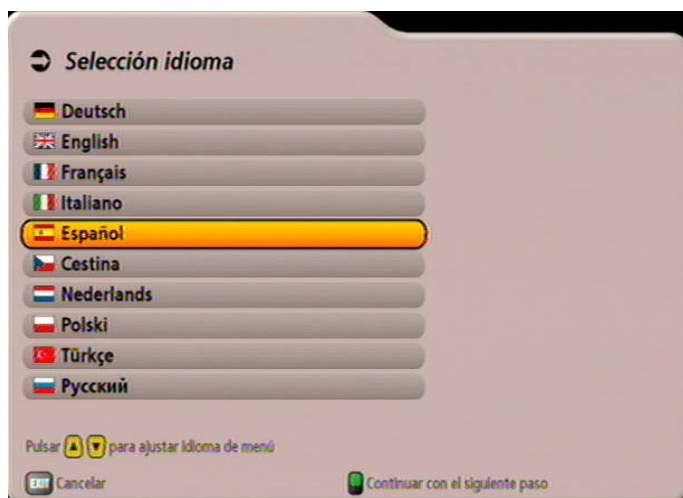 Selección idioma
Deutsch
English
Français
Italiano
Español
Cestina
Nederlands
Polski
Türkçe
Русский
Pulsar para ajustar idioma de menú
Cancelar
Continuar con el siguiente paso